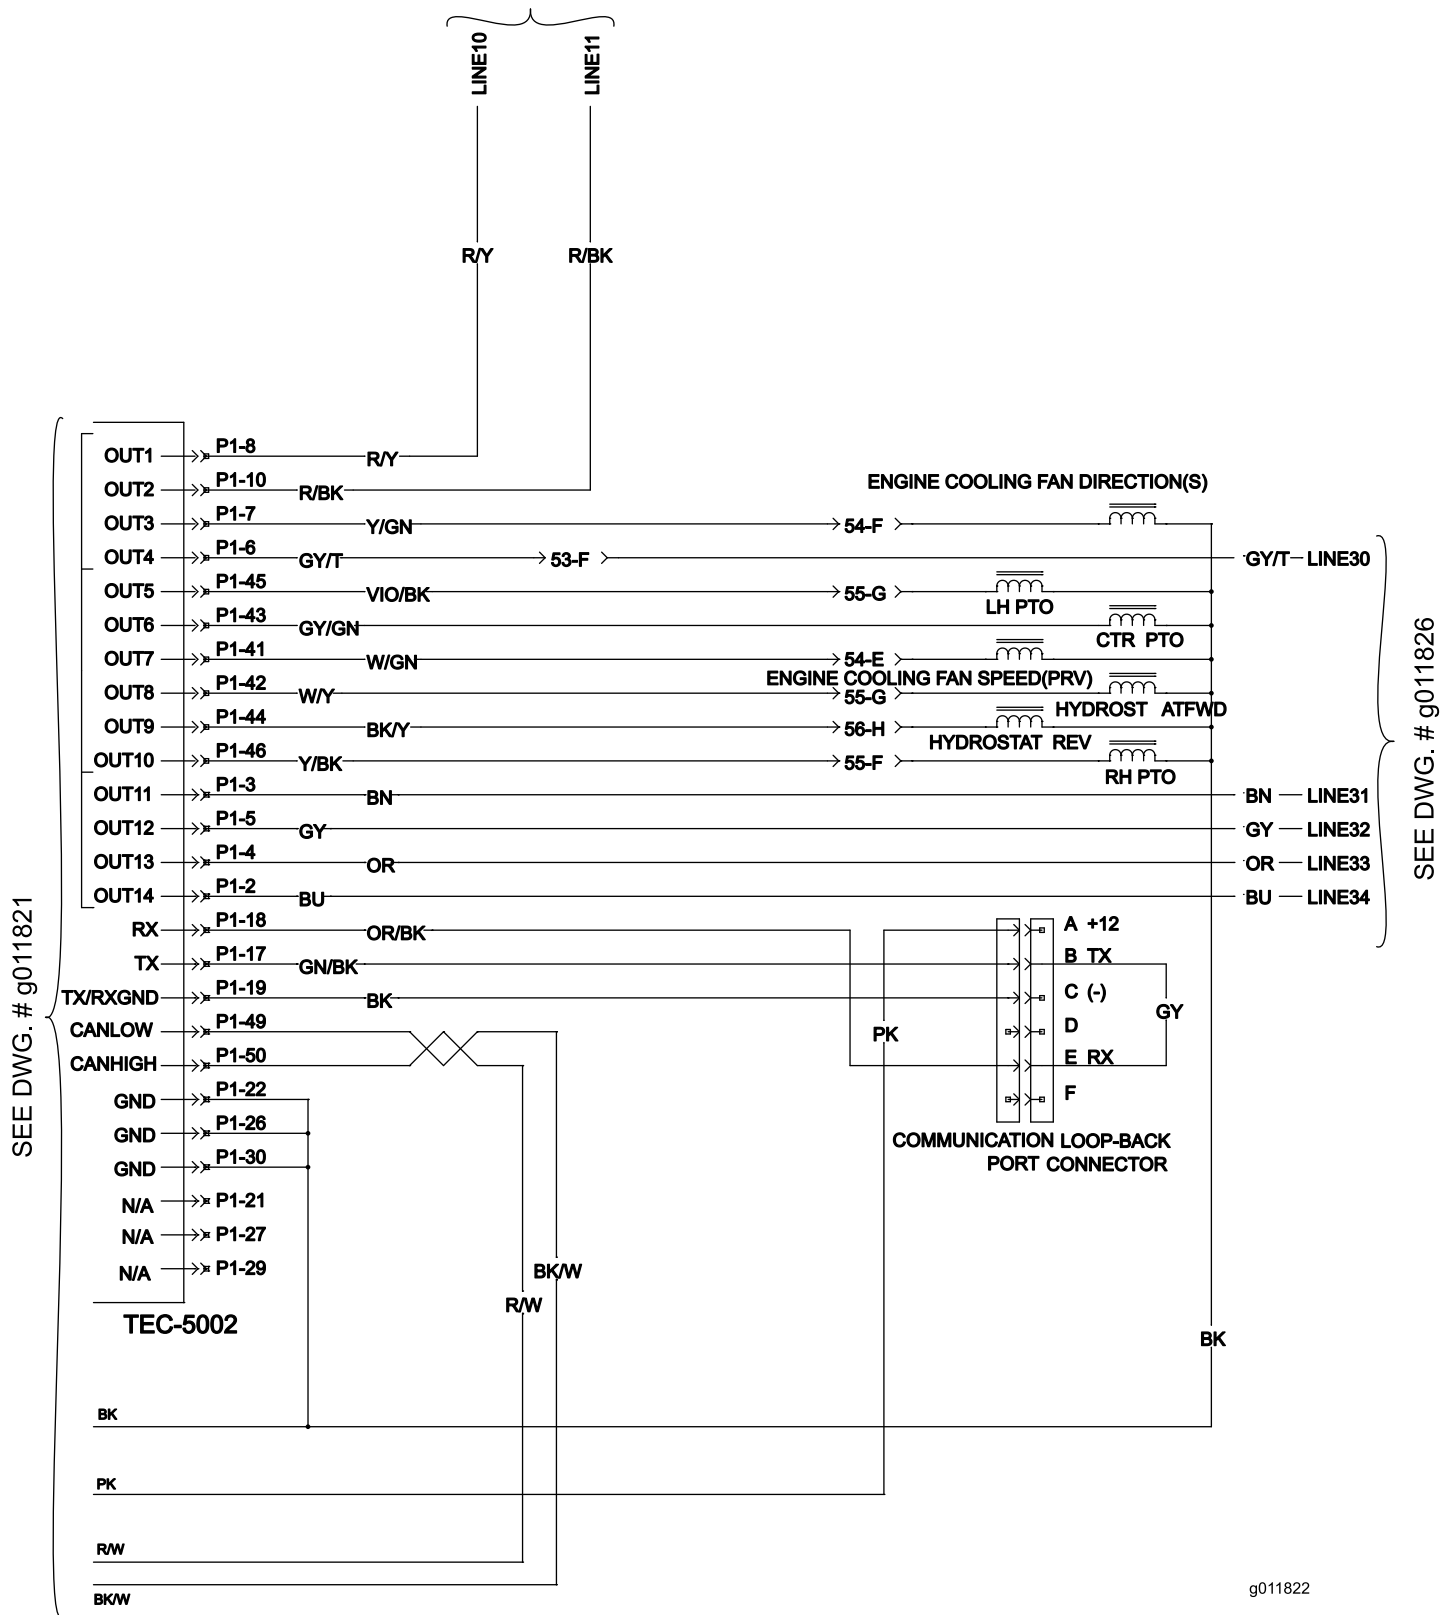 LINE10
LINE11
R/Y
R/BK
OUT1 P1-8 R/Y
OUT2 P1-10 R/BK
ENGINE COOLING FAN DIRECTION(S)
OUT3 P1-7 Y/GN 54-F
OUT4 P1-6 GY/T 53-F GY/T LINE30
OUT5 P1-45 VIO/BK 55-G
LH PTO
OUT6 P1-43 GY/GN
CTR PTO
OUT7 P1-41 W/GN 54-E
ENGINE COOLING FAN SPEED(PRV)
OUT8 P1-42 W/Y 55-G
HYDROST ATFWD
OUT9 P1-44 BK/Y 56-H
HYDROSTAT REV
OUT10 P1-46 Y/BK 55-F
RH PTO
OUT11 P1-3 BN BN LINE31
OUT12 P1-5 GY GY LINE32
OUT13 P1-4 OR OR LINE33
OUT14 P1-2 BU BU LINE34
SEE DWG. # g011826
RX P1-18 OR/BK A +12
TX P1-17 GN/BK B TX
TX/RXGND P1-19 BK C (-)
GY
CANLOW P1-49 PK D
CANHIGH P1-50 E RX
GND P1-22 F
GND P1-26
COMMUNICATION LOOP-BACK
PORT CONNECTOR
GND P1-30
N/A P1-21
N/A P1-27
N/A P1-29
BK/W
R/W
TEC-5002
BK
SEE DWG. # g011821
BK
PK
R/W
BK/W
g011822